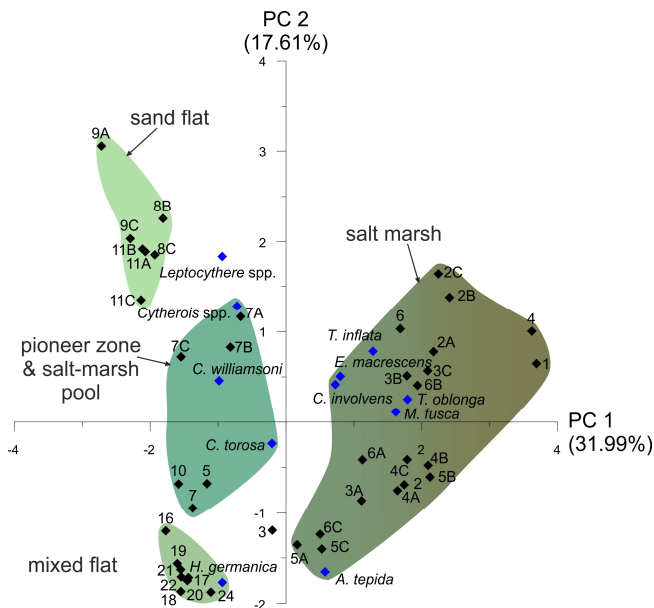 PC 2
(17.61%)
4
9A
sand flat
3
8B
9C
salt marsh
2
11B
8C
11A
Leptocythere spp.
2C
2B
11C
Cytherois spp.
7A
6
4
1
T. inflata
2A
pioneer zone
& salt-marsh
pool
7C
7B
E. macrescens
3C
1
3B
6B
C. williamsoni
C. involvens
T. oblonga
M. fusca
PC 1
(31.99%)
-4
-2
2
4
C. torosa
6A
2
4B
10
5
4C
2
5B
4A
3A
7
-1
16
3
6C
5A
5C
mixed flat
19
21
H. germanica
17
22
18
20
24
A. tepida
-2